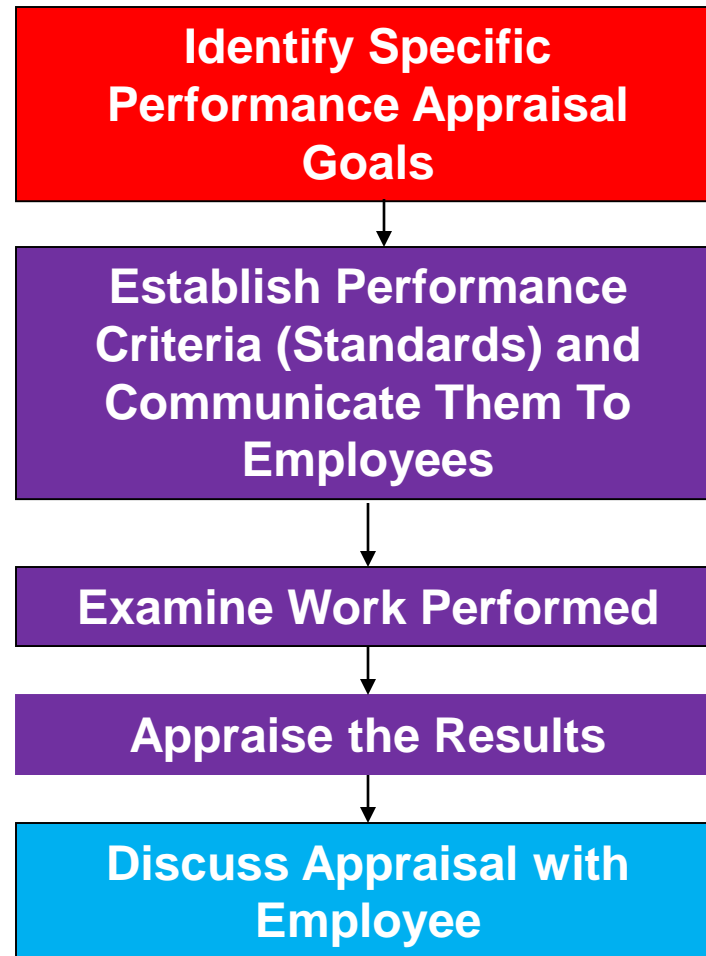 Identify Specific
Performance Appraisal
Goals
Establish Performance
Criteria (Standards) and
Communicate Them To
Employees
Examine Work Performed
Appraise the Results
Discuss Appraisal with
Employee